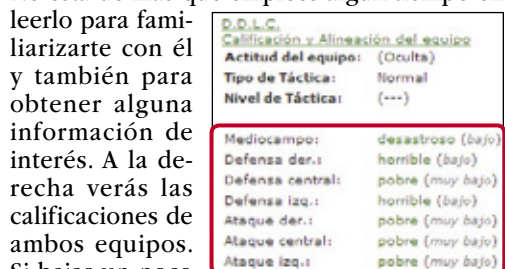 leerlo para fami-
liarizarte con él
y también para
obtener alguna
información de
interés. A la de-
recha verás las
calificaciones de
ambos equipos.
D.D.L.C.
Calificación y Alineación del equipo
Actitud del equipo: (Oculta)
Tipo de Táctica: Normal
Nivel de Táctica: (---)
Mediocampo: desastroso (bajo)
Defensa der.: horrible (bajo)
Defensa central: pobre (muy bajo)
Defensa izq.: horrible (bajo)
Ataque der.: pobre (muy bajo)
Ataque central: pobre (muy bajo)
Ataque izq.: pobre (muy bajo)